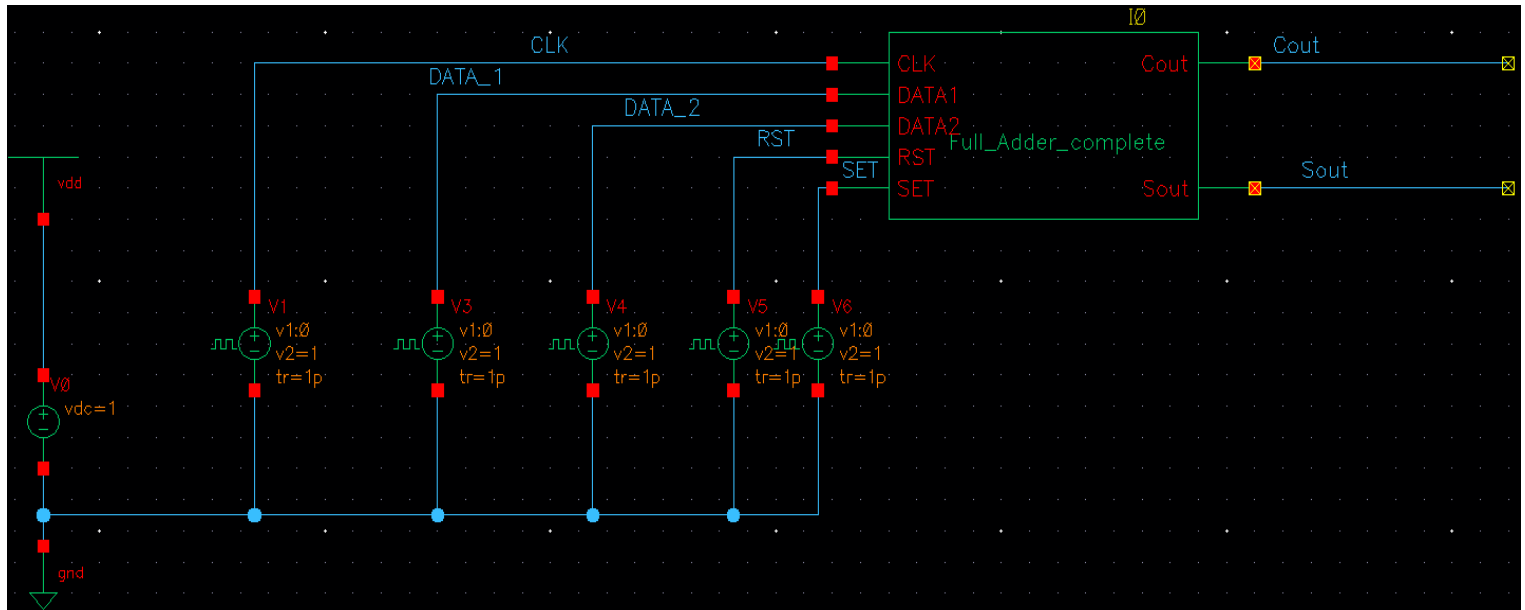 I0
CLK
Cout
DATA_1
CLK
Cout
DATA1
DATA_2
DATA2
RST
Full_Adder_complete
RST
SET
Sout
SET
Sout
vdd
V1
v1:0
v2=1
tr=1p
V3
v1:0
v2=1
tr=1p
V4
v1:0
v2=1
tr=1p
V5
v1:0
v2=1
tr=1p
V6
v1:0
v2=1
tr=1p
V0
vdc=1
gnd